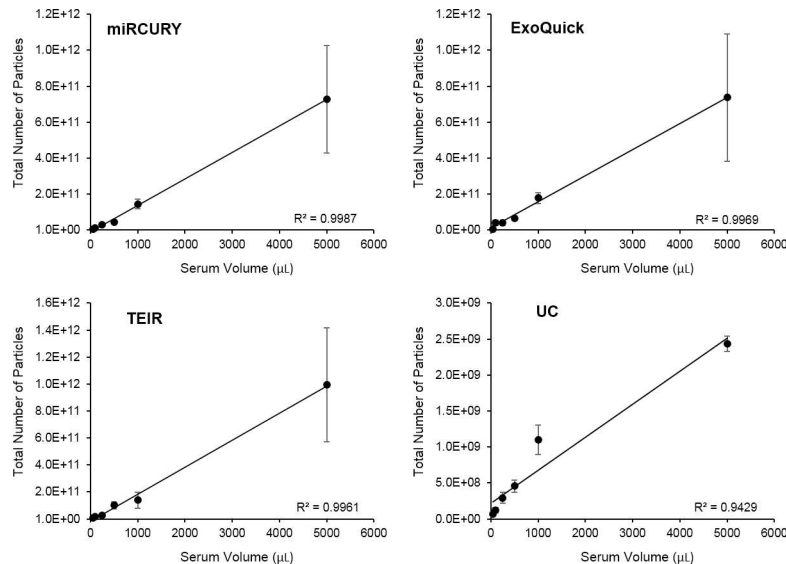 miRCURY
Total Number of Particles
1.2E+12
1.0E+12
8.0E+11
6.0E+11
4.0E+11
2.0E+11
1.0E+00
R² = 0.9987
0 1000 2000 3000 4000 5000 6000
Serum Volume (μL)
ExoQuick
Total Number of Particles
1.2E+12
1.0E+12
8.0E+11
6.0E+11
4.0E+11
2.0E+11
0.0E+00
R² = 0.9969
0 1000 2000 3000 4000 5000 6000
Serum Volume (μL)
TEIR
Total Number of Particles
1.6E+12
1.4E+12
1.2E+12
1.0E+12
8.0E+11
6.0E+11
4.0E+11
2.0E+11
1.0E+00
R² = 0.9961
0 1000 2000 3000 4000 5000 6000
Serum Volume (μL)
UC
Total Number of Particles
3.0E+09
2.5E+09
2.0E+09
1.5E+09
1.0E+09
5.0E+08
0.0E+00
R² = 0.9429
0 1000 2000 3000 4000 5000 6000
Serum Volume (μL)